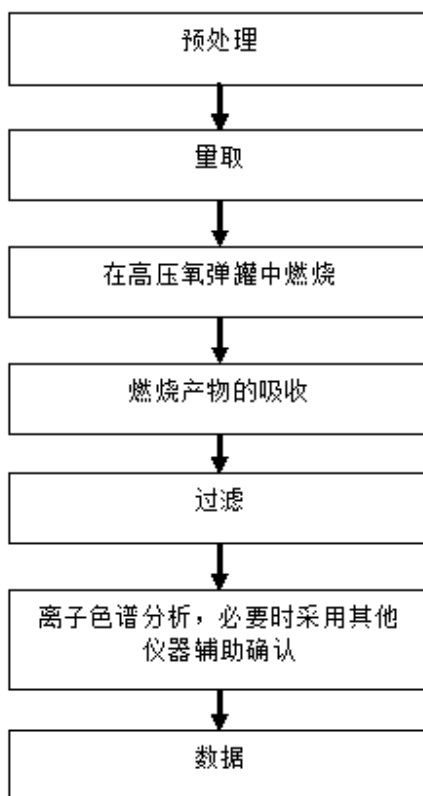 预处理
量取
在高压氧弹罐中燃烧
燃烧产物的吸收
过滤
离子色谱分析，必要时采用其他
仪器辅助确认
数据